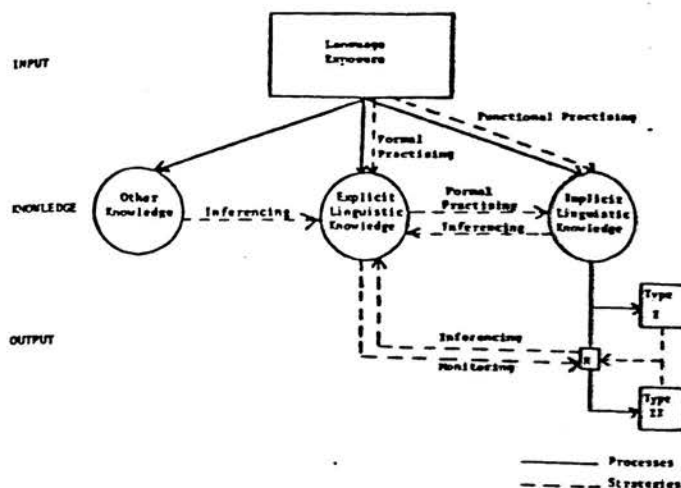 INPUT
Language
Exposure
Functional Practising
Formal
Practising
KNOWLEDGE
Other
Knowledge
Inferencing
Explicit
Linguistic
Knowledge
Formal
Practising
Inferencing
Implicit
Linguistic
Knowledge
Type
I
OUTPUT
Inferencing
Monitoring
R
Type
II
Processes
Strategies